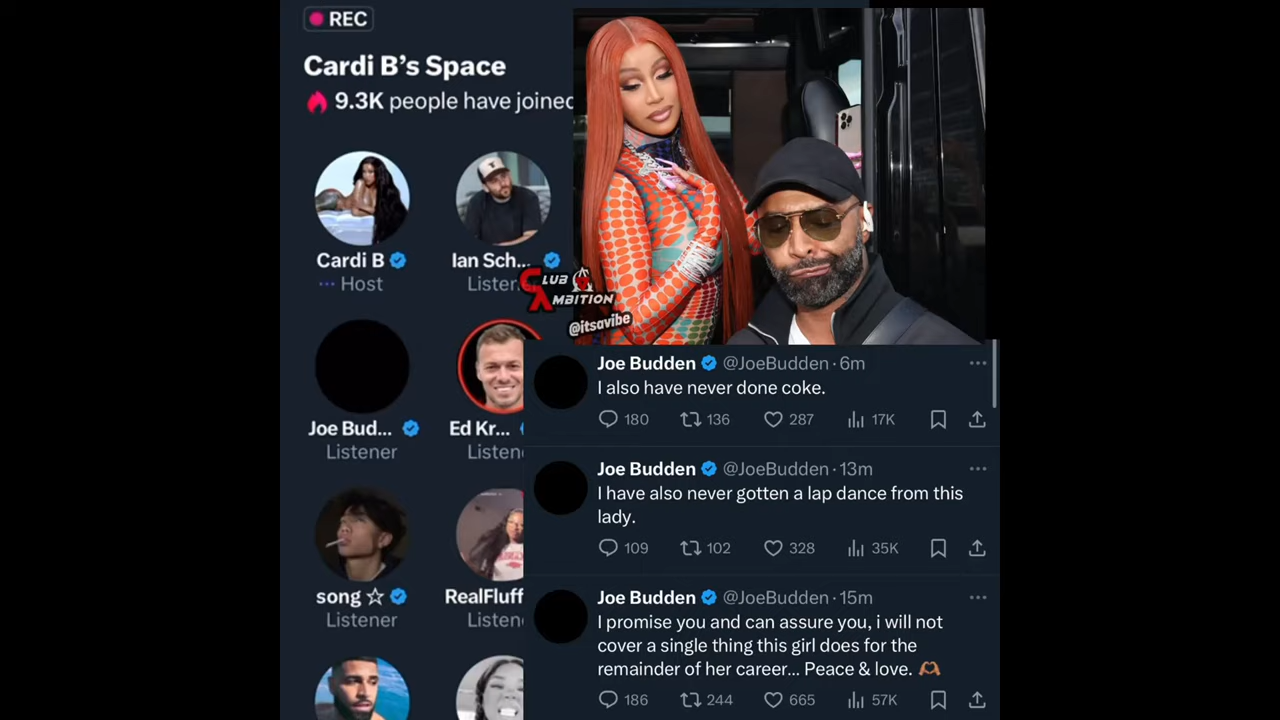 REC
Cardi B's Space
9.3K people have joined
Cardi B
Host
Ian Sch...
Listener
Joe Bud...
Listener
Ed Kr...
Listen
song ☆
Listener
RealFluff
Listen
CLUB
AMBITION
@itsavibe
Joe Budden @JoeBudden · 6m
I also have never done coke.
180 136 287 17K
Joe Budden @JoeBudden · 13m
I have also never gotten a lap dance from this
lady.
109 102 328 35K
Joe Budden @JoeBudden · 15m
I promise you and can assure you, i will not
cover a single thing this girl does for the
remainder of her career... Peace & love. 🫶🏾
186 244 665 57K